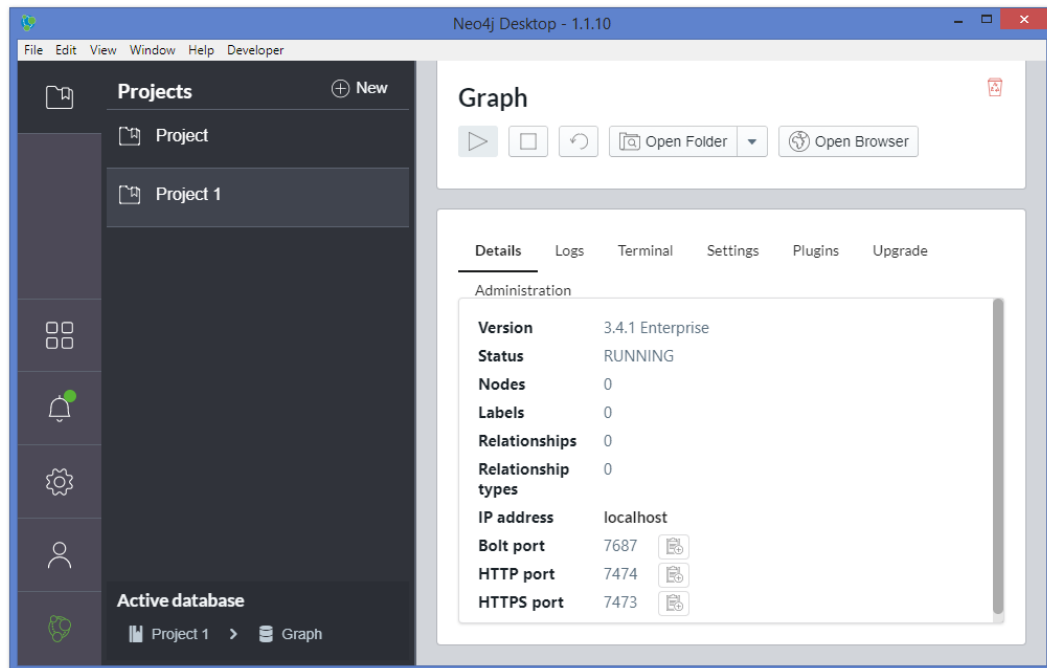 Neo4j Desktop - 1.1.10
File Edit View Window Help Developer
Projects
New
Project
Project 1
Active database
Project 1 > Graph
Graph
Open Folder
Open Browser
Details Logs Terminal Settings Plugins Upgrade
Administration
Version 3.4.1 Enterprise
Status RUNNING
Nodes 0
Labels 0
Relationships 0
Relationship 0
types
IP address localhost
Bolt port 7687
HTTP port 7474
HTTPS port 7473